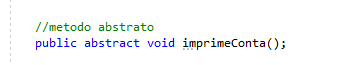 //metodo abstrato
public abstract void imprimeConta();